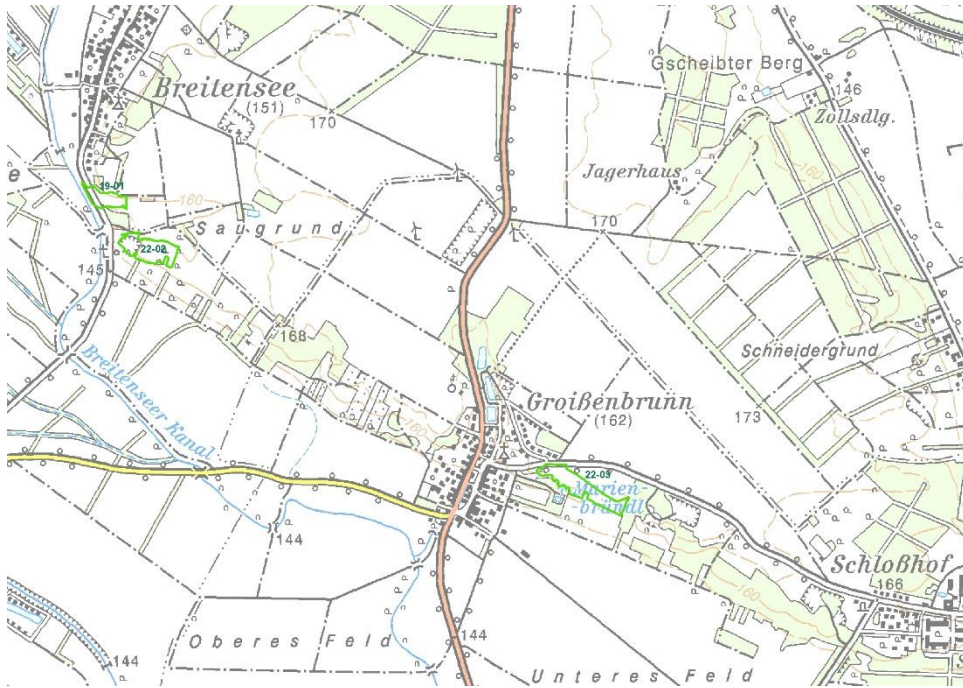 Gscheibter Berg
Breitensee
(151)
170
146
Zollsdlg.
Jagerhaus
19-01
160
170
Saugrund
22-02
145
168
Breitenseer Kanal
Schneidergrund
Groißenbrunn
(162)
173
22-03
Marien-
-bründl
144
160
Schloßhof
166
Oberes Feld
144
144
Unteres Feld